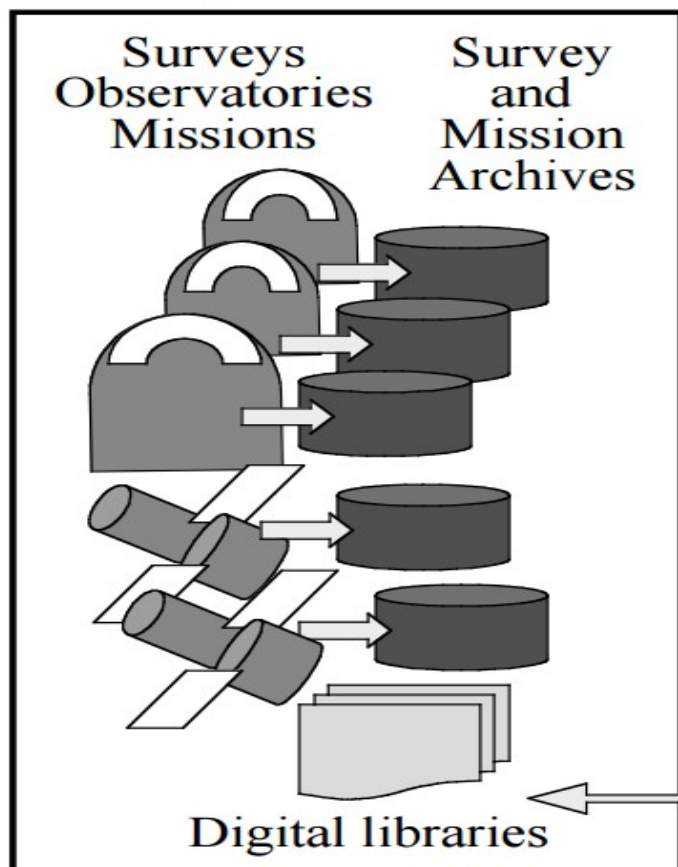 Surveys
Observatories
Missions
Survey
and
Mission
Archives
Digital libraries